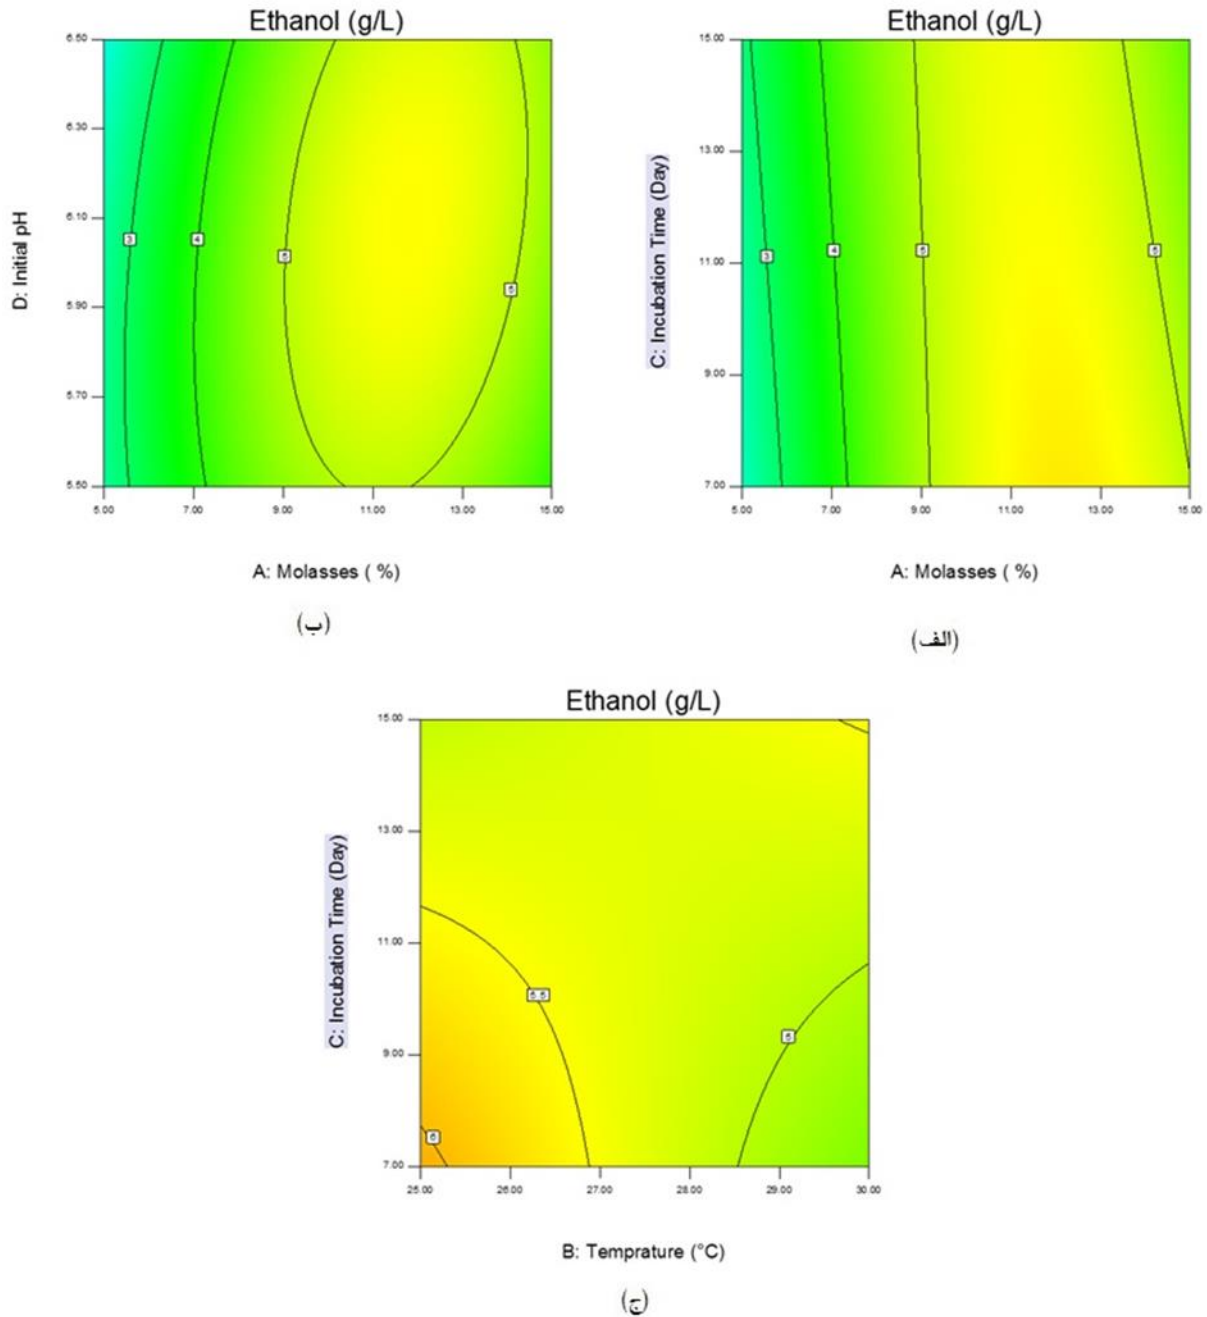 Ethanol (g/L)
6.50
6.30
6.10
5.90
5.70
5.50
D: Initial pH
3
4
5
5
5.00 7.00 9.00 11.00 13.00 15.00
A: Molasses ( %)
(ب)
Ethanol (g/L)
15.00
13.00
11.00
9.00
7.00
C: Incubation Time (Day)
3
4
5
5
5.00 7.00 9.00 11.00 13.00 15.00
A: Molasses ( %)
(الف)
Ethanol (g/L)
15.00
13.00
11.00
9.00
7.00
C: Incubation Time (Day)
5.5
5
6
25.00 26.00 27.00 28.00 29.00 30.00
B: Temprature (°C)
(ج)